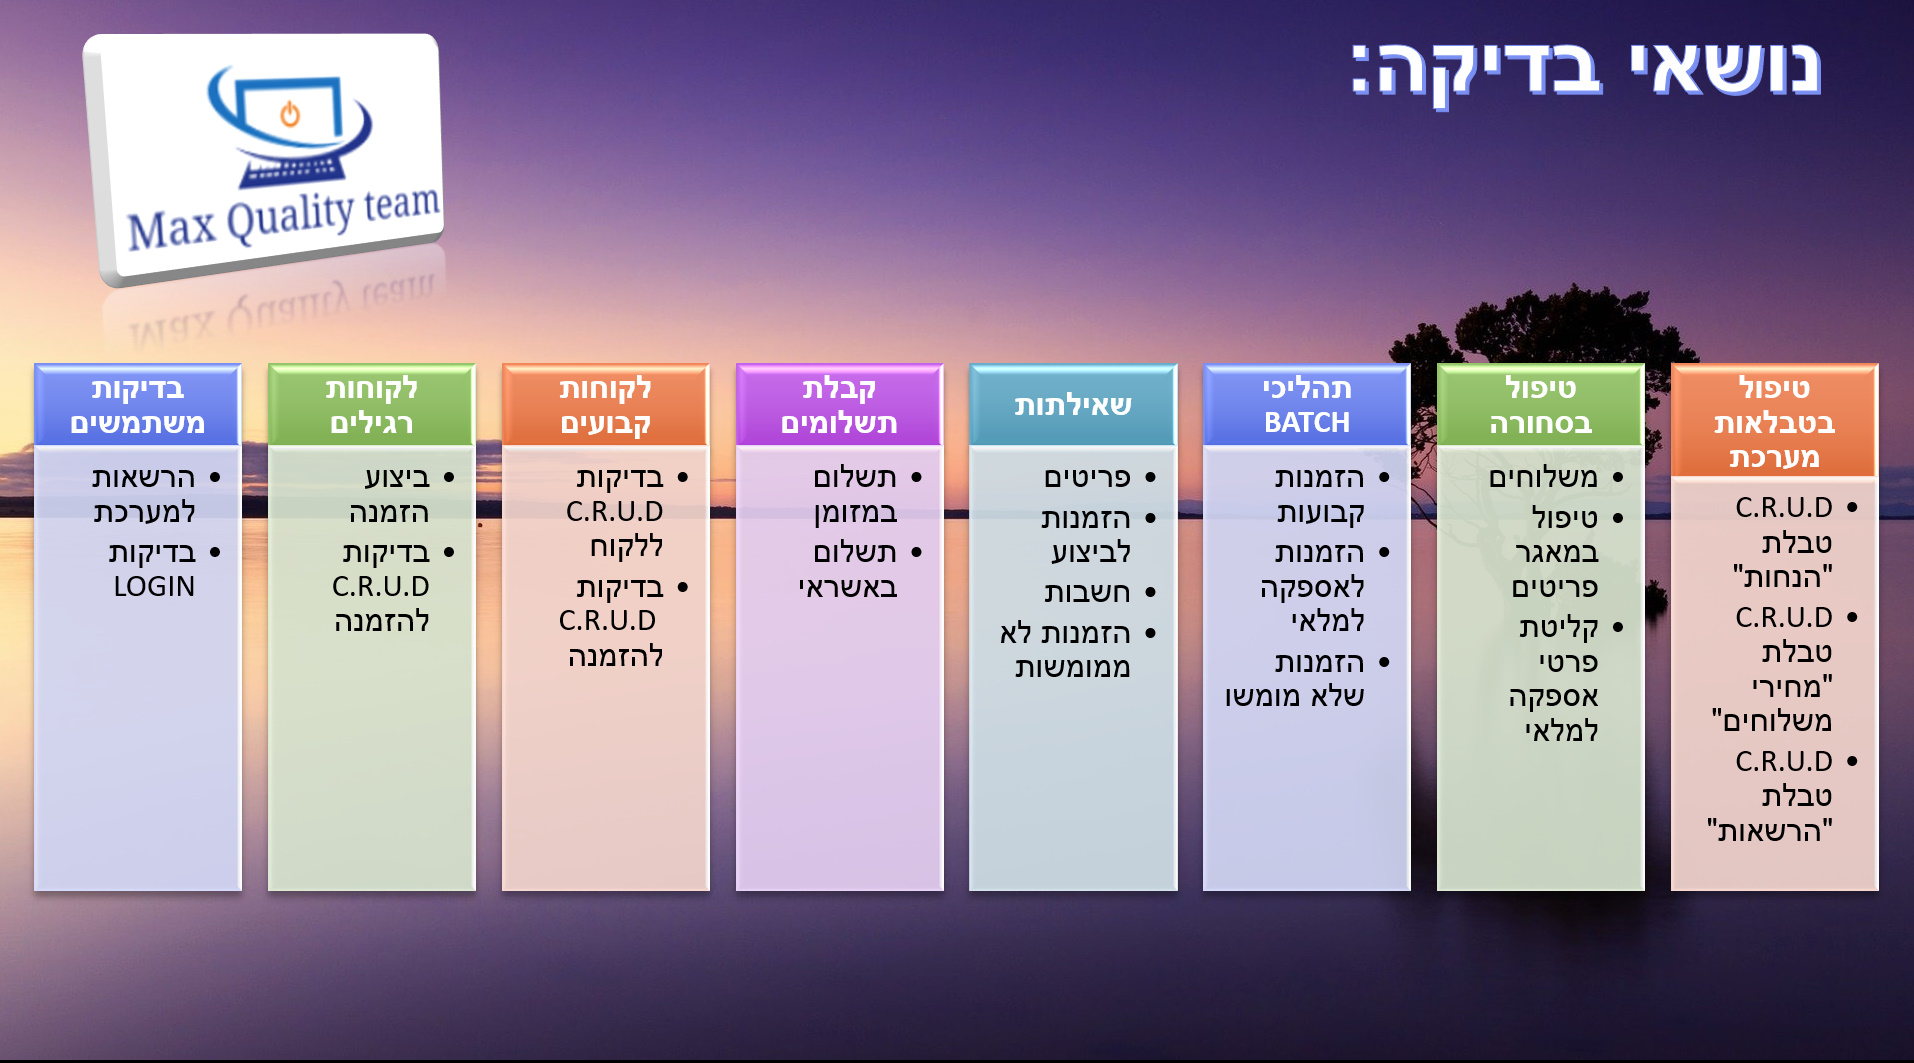 נושאי בדיקה:
Max Quality team
טיפול
בטבלאות
מערכת
• C.R.U.D
טבלת
"הנחות"
• C.R.U.D
טבלת
"מחירי
משלוחים"
• C.R.U.D
טבלת
"הרשאות"
טיפול
בסחורה
• משלוחים
• טיפול
במאגר
פריטים
• קליטת
פרטי
אספקה
למלאי
תהליכי
BATCH
• הזמנות
קבועות
• הזמנות
לאספקה
למלאי
• הזמנות
שלא מומשו
שאילתות
• פריטים
• הזמנות
לביצוע
• חשבות
• הזמנות לא
ממומשות
קבלת
תשלומים
• תשלום
במזומן
• תשלום
באשראי
לקוחות
קבועים
• בדיקות
C.R.U.D
ללקוח
• בדיקות
C.R.U.D
להזמנה
לקוחות
רגילים
• ביצוע
הזמנה
• בדיקות
C.R.U.D
להזמנה
בדיקות
משתמשים
• הרשאות
למערכת
• בדיקות
LOGIN